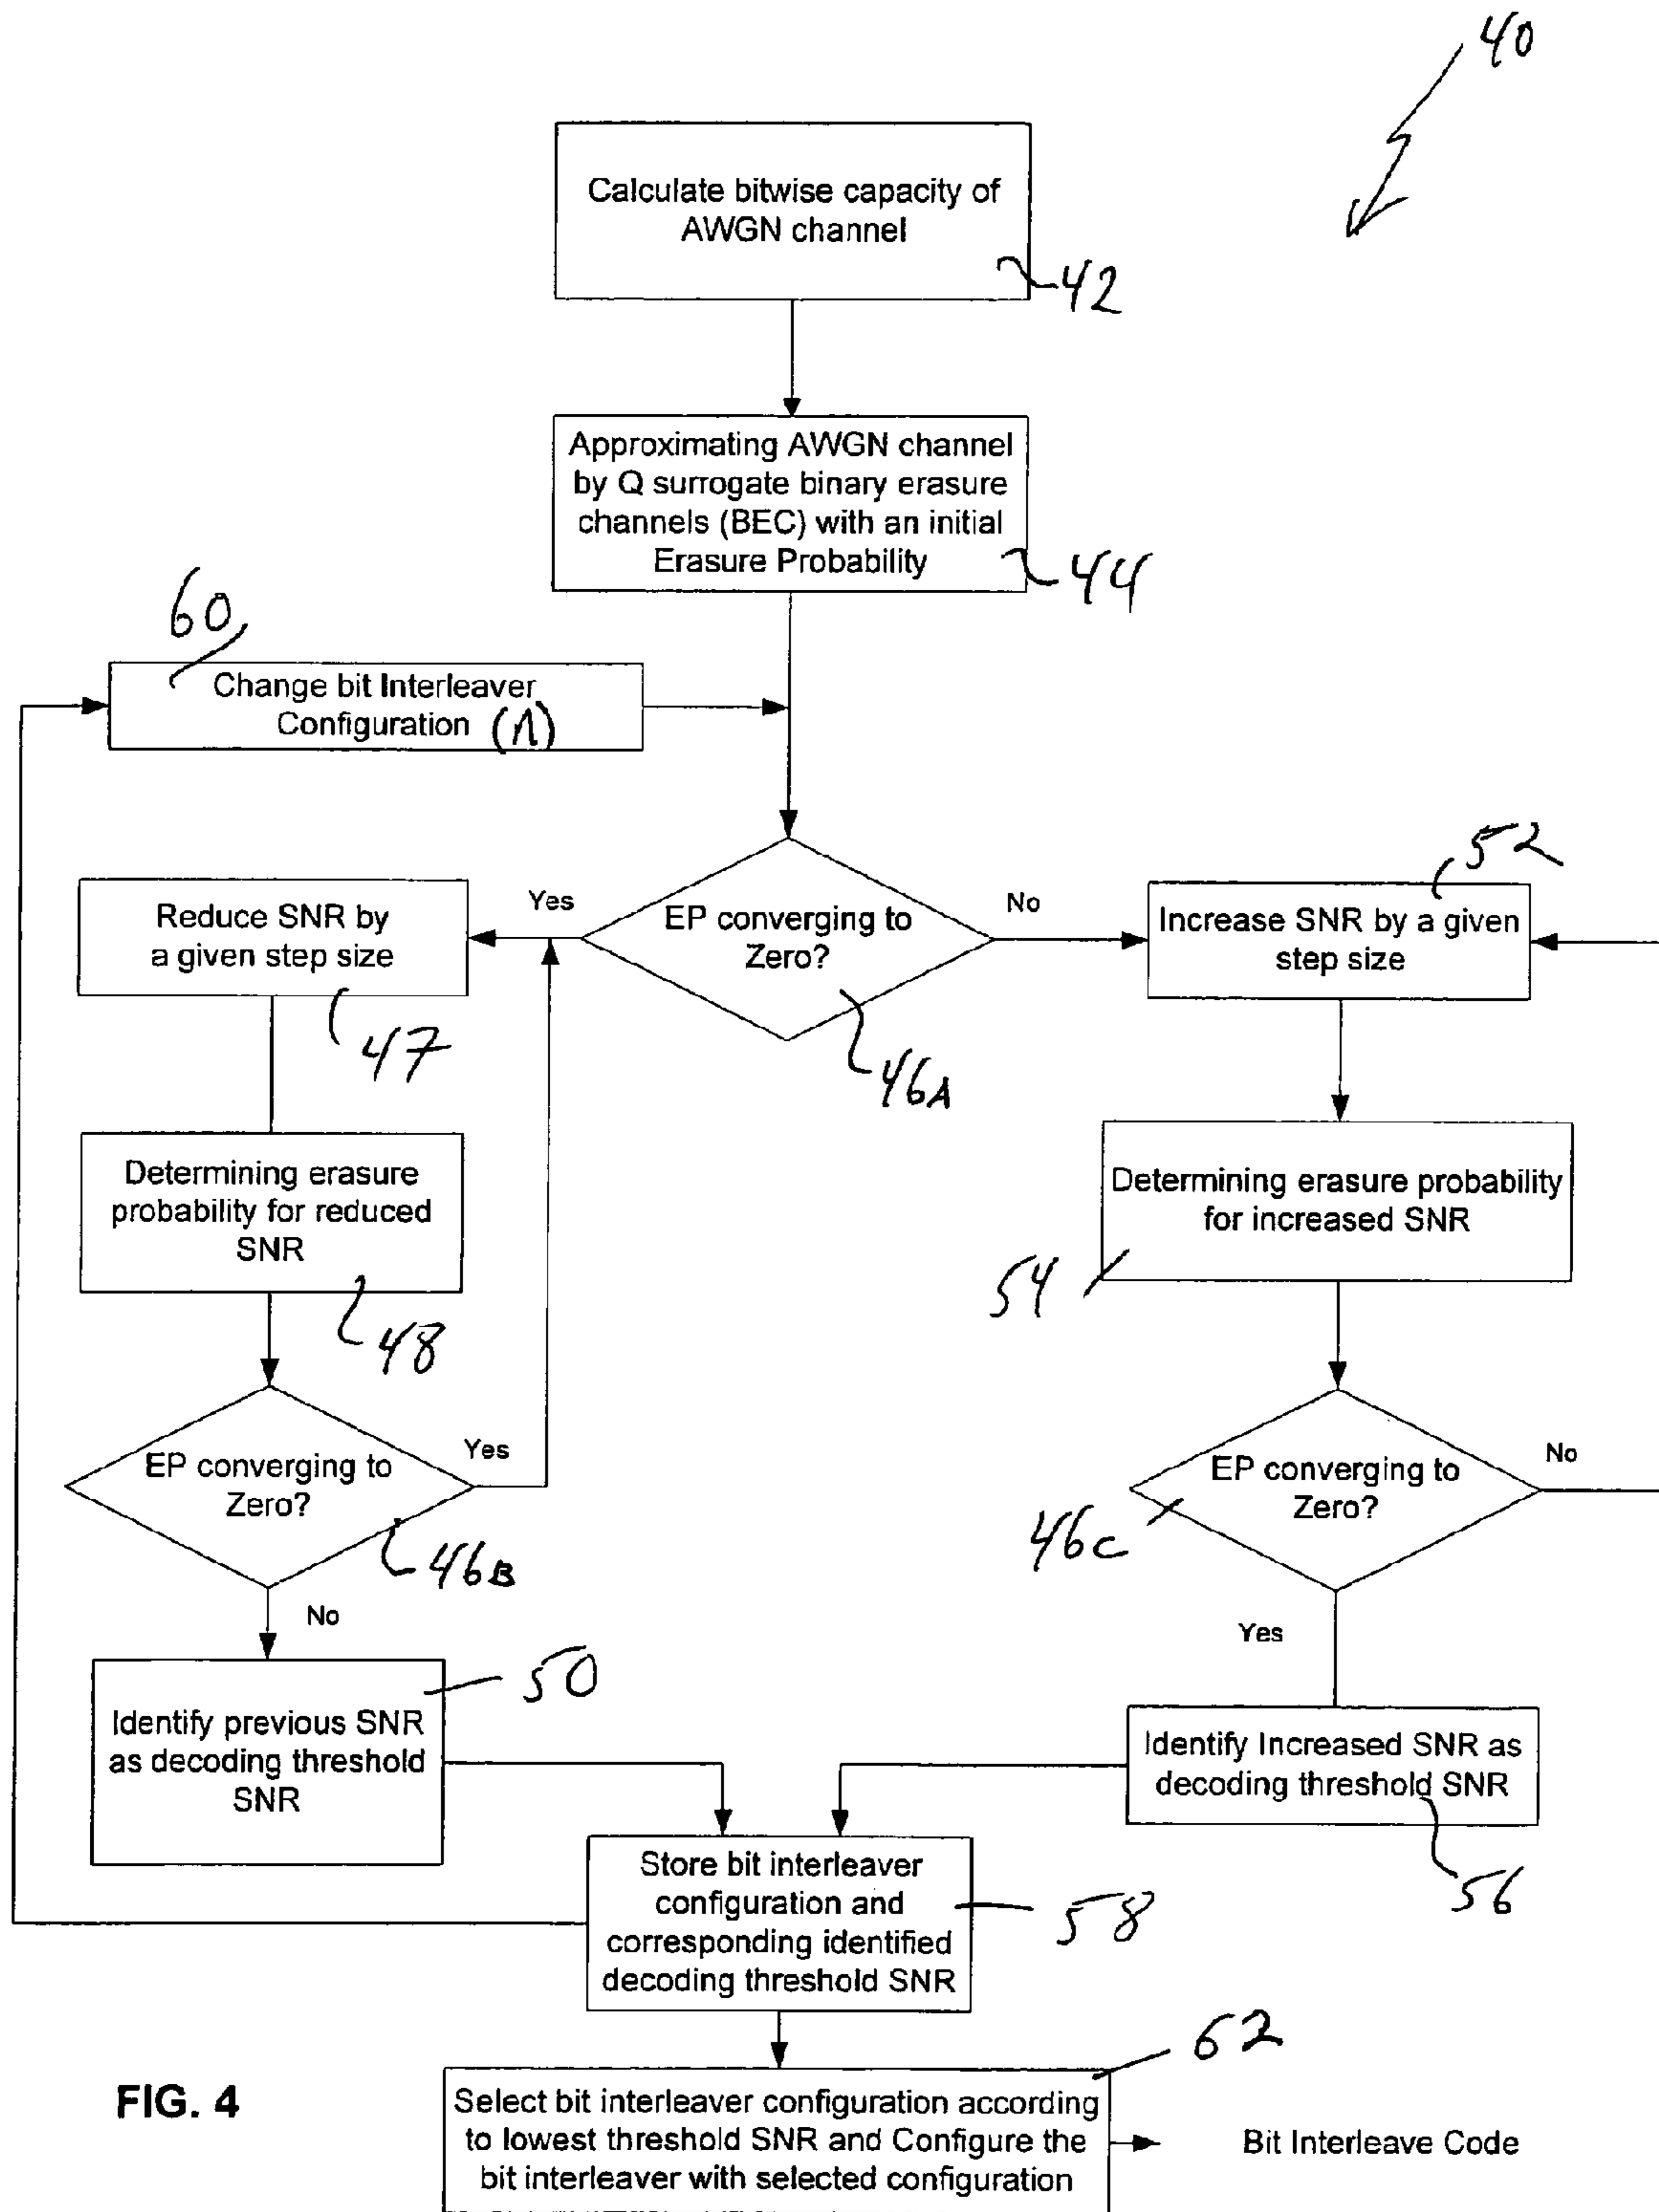 40
Calculate bitwise capacity of
AWGN channel
42
Approximating AWGN channel
by Q surrogate binary erasure
channels (BEC) with an initial
Erasure Probability
44
60
Change bit Interleaver
Configuration (Λ)
52
Reduce SNR by
a given step size
47
Yes
EP converging to
Zero?
46A
No
Increase SNR by a given
step size
Determining erasure
probability for reduced
SNR
48
Determining erasure probability
for increased SNR
54
EP converging to
Zero?
Yes
46B
No
EP converging to
Zero?
No
46C
Yes
50
Identify previous SNR
as decoding threshold
SNR
Identify Increased SNR as
decoding threshold SNR
56
Store bit interleaver
configuration and
corresponding identified
decoding threshold SNR
58
62
Select bit interleaver configuration according
to lowest threshold SNR and Configure the
bit interleaver with selected configuration
Bit Interleave Code
FIG. 4